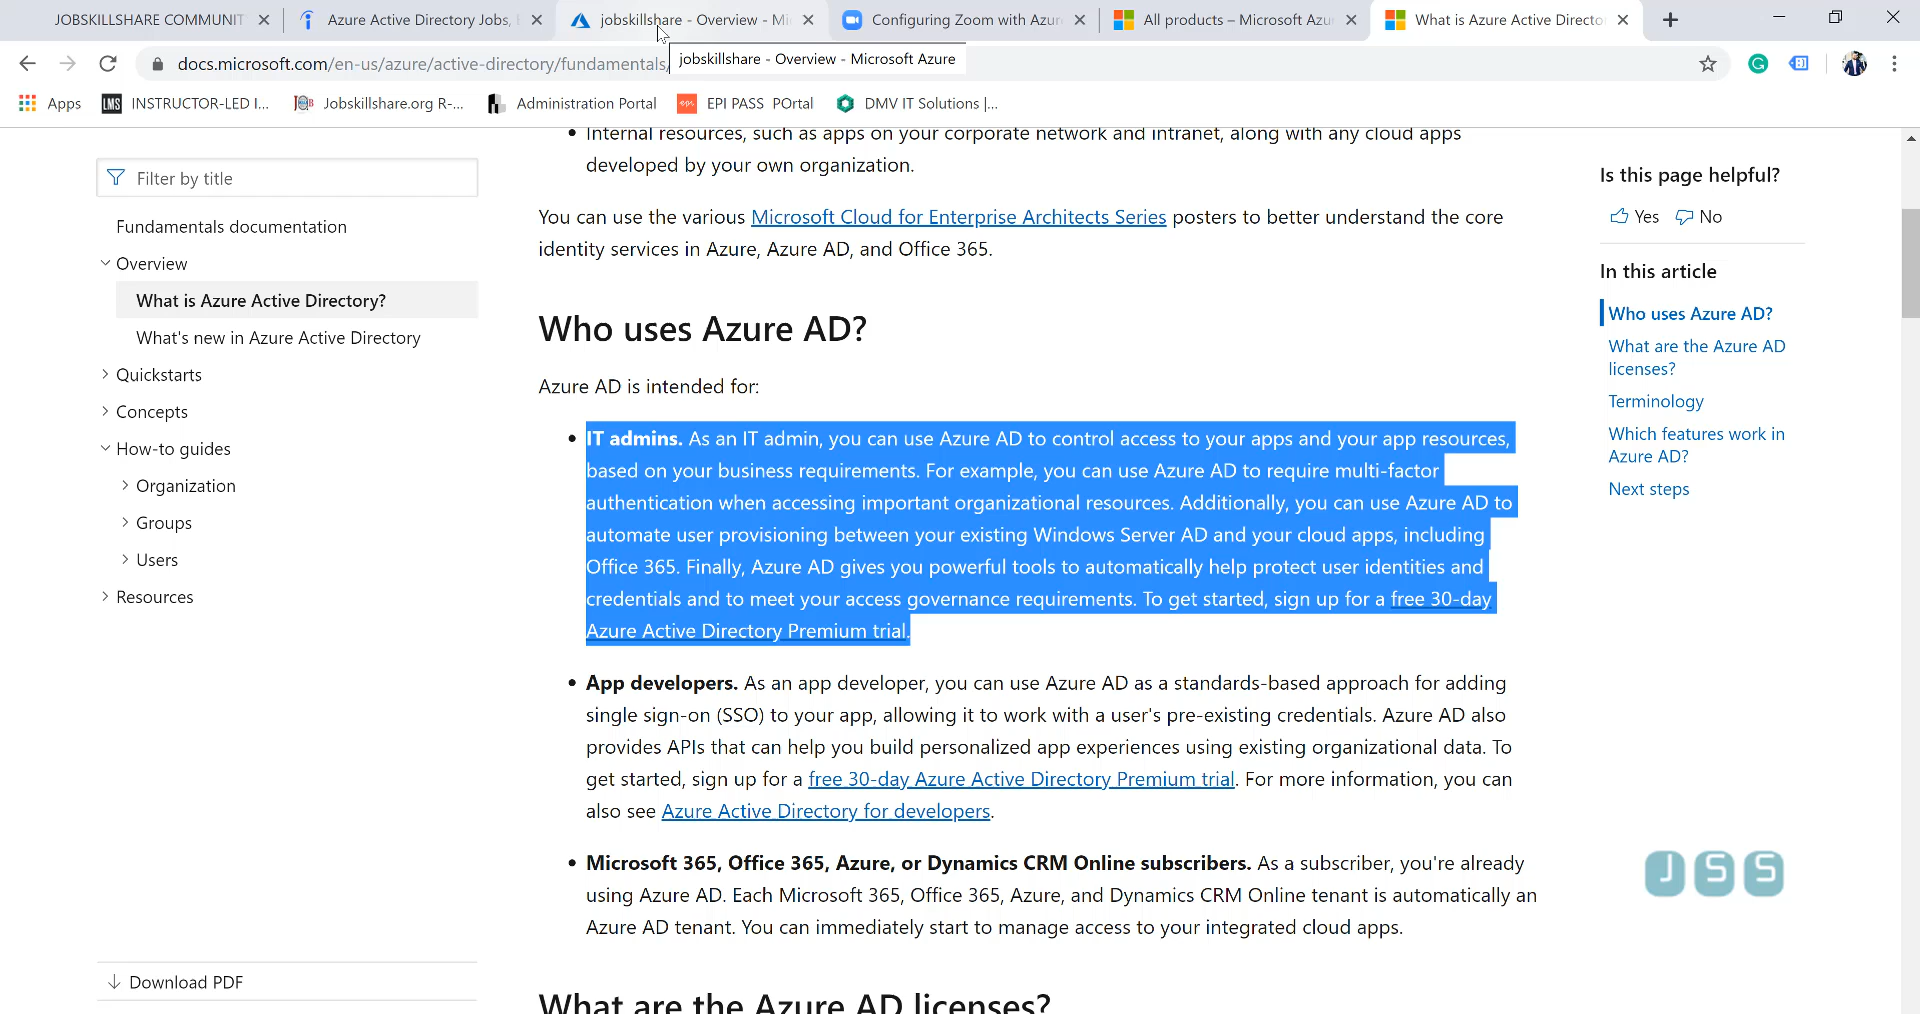 JOBSKILLSHARE COMMUNIT
Azure Active Directory Jobs,
jobskillshare - Overview - Mi
Configuring Zoom with Azur
All products – Microsoft Azu
What is Azure Active Directo
docs.microsoft.com/en-us/azure/active-directory/fundamentals/
jobskillshare - Overview - Microsoft Azure
Apps
LMS
INSTRUCTOR-LED I...
Jobskillshare.org R-...
Administration Portal
EPI PASS POrtal
DMV IT Solutions |...
Filter by title
Fundamentals documentation
Overview
What is Azure Active Directory?
What's new in Azure Active Directory
Quickstarts
Concepts
How-to guides
Organization
Groups
Users
Resources
Download PDF
Internal resources, such as apps on your corporate network and intranet, along with any cloud apps
developed by your own organization.
You can use the various Microsoft Cloud for Enterprise Architects Series posters to better understand the core
identity services in Azure, Azure AD, and Office 365.
Who uses Azure AD?
Azure AD is intended for:
IT admins. As an IT admin, you can use Azure AD to control access to your apps and your app resources,
based on your business requirements. For example, you can use Azure AD to require multi-factor
authentication when accessing important organizational resources. Additionally, you can use Azure AD to
automate user provisioning between your existing Windows Server AD and your cloud apps, including
Office 365. Finally, Azure AD gives you powerful tools to automatically help protect user identities and
credentials and to meet your access governance requirements. To get started, sign up for a free 30-day
Azure Active Directory Premium trial.
App developers. As an app developer, you can use Azure AD as a standards-based approach for adding
single sign-on (SSO) to your app, allowing it to work with a user's pre-existing credentials. Azure AD also
provides APIs that can help you build personalized app experiences using existing organizational data. To
get started, sign up for a free 30-day Azure Active Directory Premium trial. For more information, you can
also see Azure Active Directory for developers.
Microsoft 365, Office 365, Azure, or Dynamics CRM Online subscribers. As a subscriber, you're already
using Azure AD. Each Microsoft 365, Office 365, Azure, and Dynamics CRM Online tenant is automatically an
Azure AD tenant. You can immediately start to manage access to your integrated cloud apps.
What are the Azure AD licenses?
Is this page helpful?
Yes No
In this article
Who uses Azure AD?
What are the Azure AD
licenses?
Terminology
Which features work in
Azure AD?
Next steps
JSS